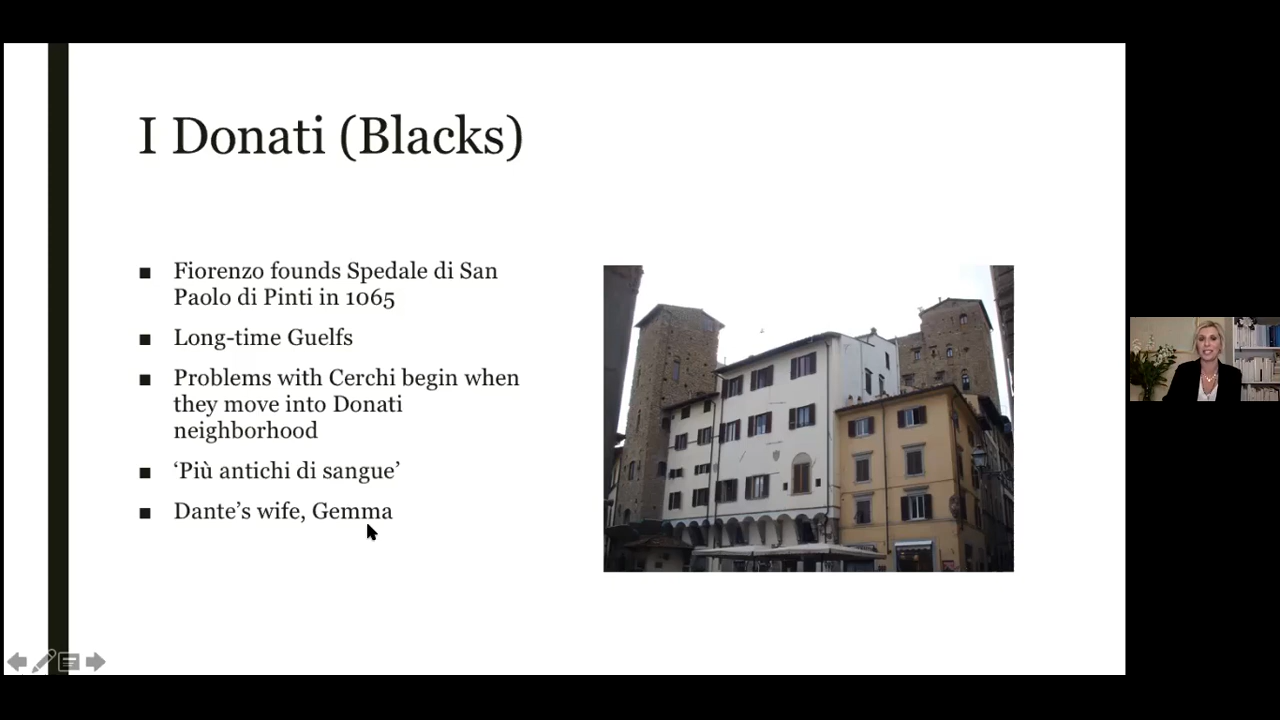 I Donati (Blacks)
Fiorenzo founds Spedale di San
Paolo di Pinti in 1065
Long-time Guelfs
Problems with Cerchi begin when
they move into Donati
neighborhood
‘Più antichi di sangue’
Dante’s wife, Gemma